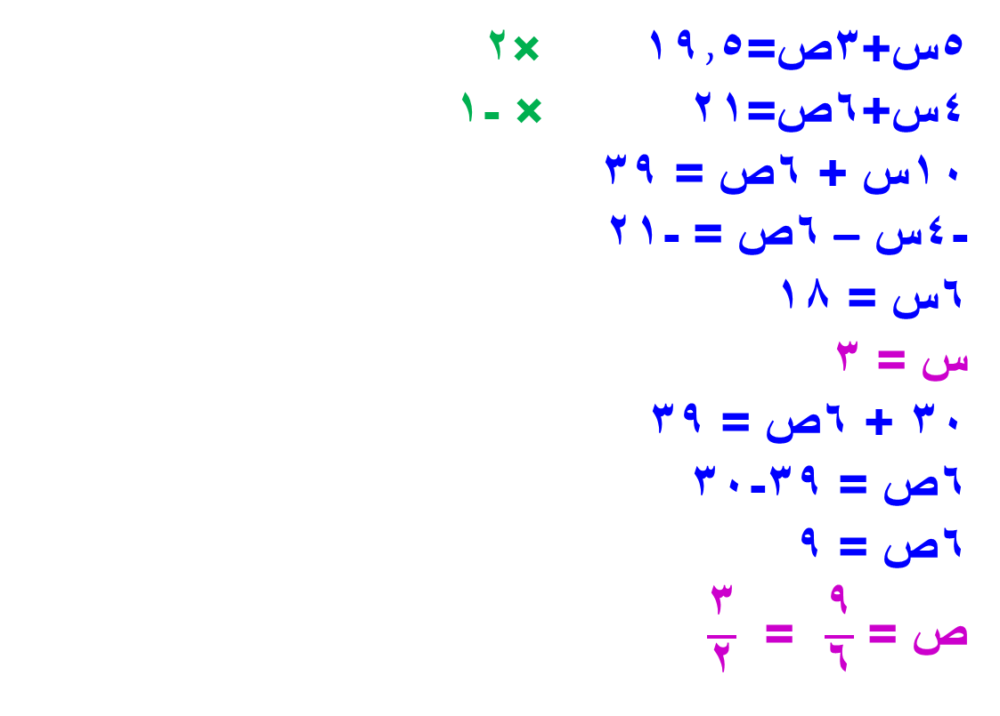 ٥س+٣ص=١٩,٥ ×٢
٤س+٦ص=٢١ × -١
١٠س + ٦ص = ٣٩
-٤س – ٦ص = -٢١
٦س = ١٨
س = ٣
٣٠ + ٦ص = ٣٩
٦ص = ٣٩-٣٠
٦ص = ٩
ص = ٩/٦ = ٣/٢